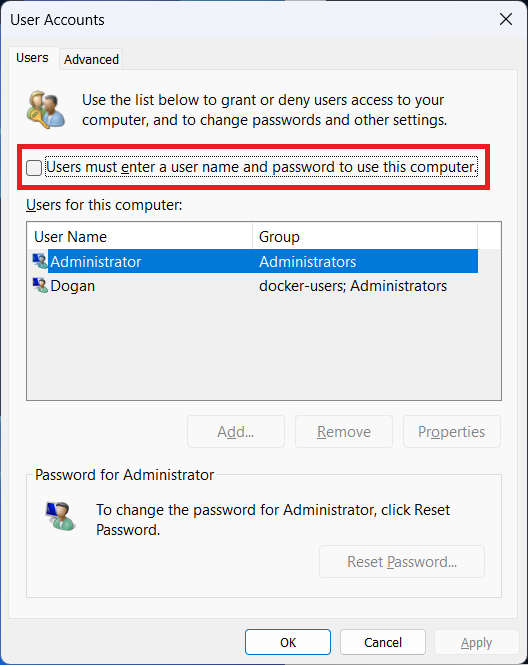 User Accounts
Users
Advanced
Use the list below to grant or deny users access to your
computer, and to change passwords and other settings.
Users must enter a user name and password to use this computer.
Users for this computer:
User Name Group
Administrator Administrators
Dogan docker-users; Administrators
Add... Remove Properties
Password for Administrator
To change the password for Administrator, click Reset
Password.
Reset Password...
OK Cancel Apply